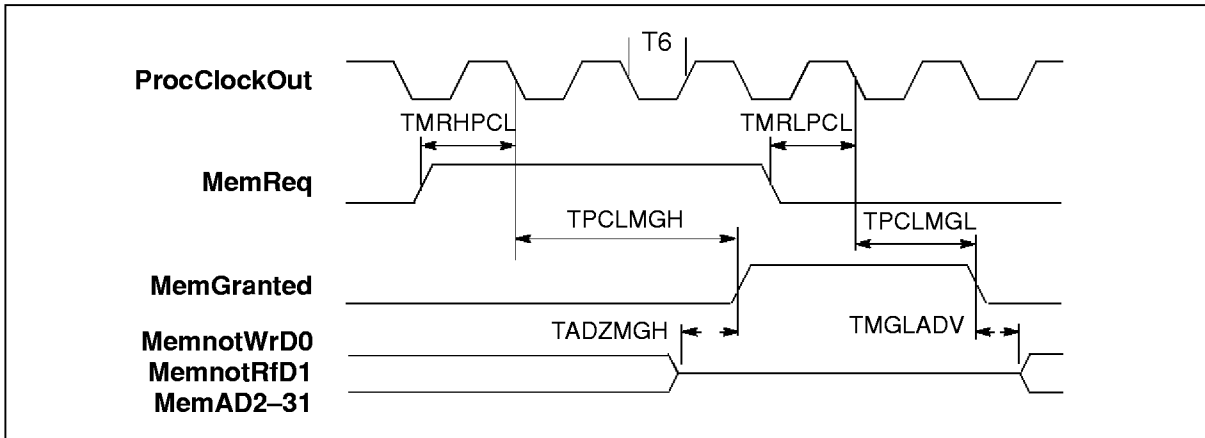 T6
ProcClockOut
TMRHPCL TMRLPCL
MemReq
TPCLMGH TPCLMGL
MemGranted
TADZMGH TMGLADV
MemnotWrD0
MemnotRfD1
MemAD2–31